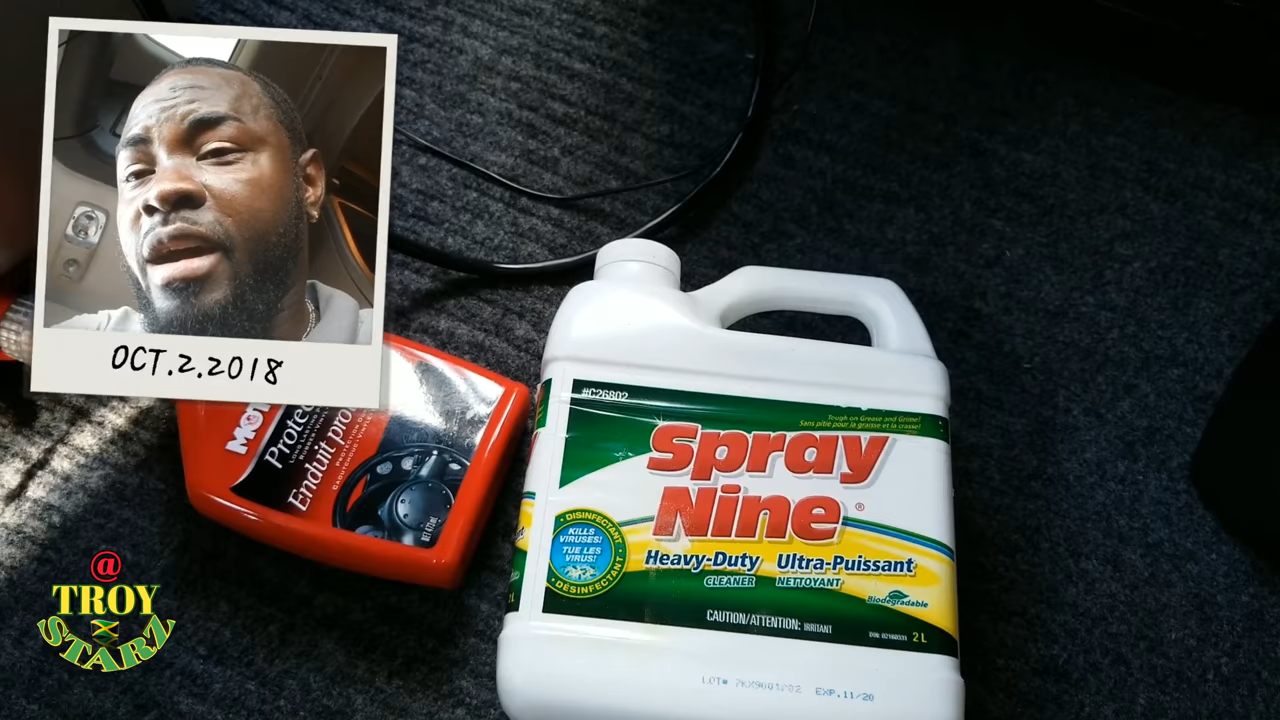 OCT.2.2018
@
TROY
STARZ
#C26802
Tough on Grease and Grime!
Sans pitié pour la graisse et la crasse!
Spray
Nine
®
DISINFECTANT
KILLS
VIRUSES!
TUE LES
VIRUS!
DÉSINFECTANT
Heavy-Duty Ultra-Puissant
CLEANER NETTOYANT
Biodegradable
CAUTION/ATTENTION: IRRITANT
2 L
LOT#
EXP.11/20
Enduit